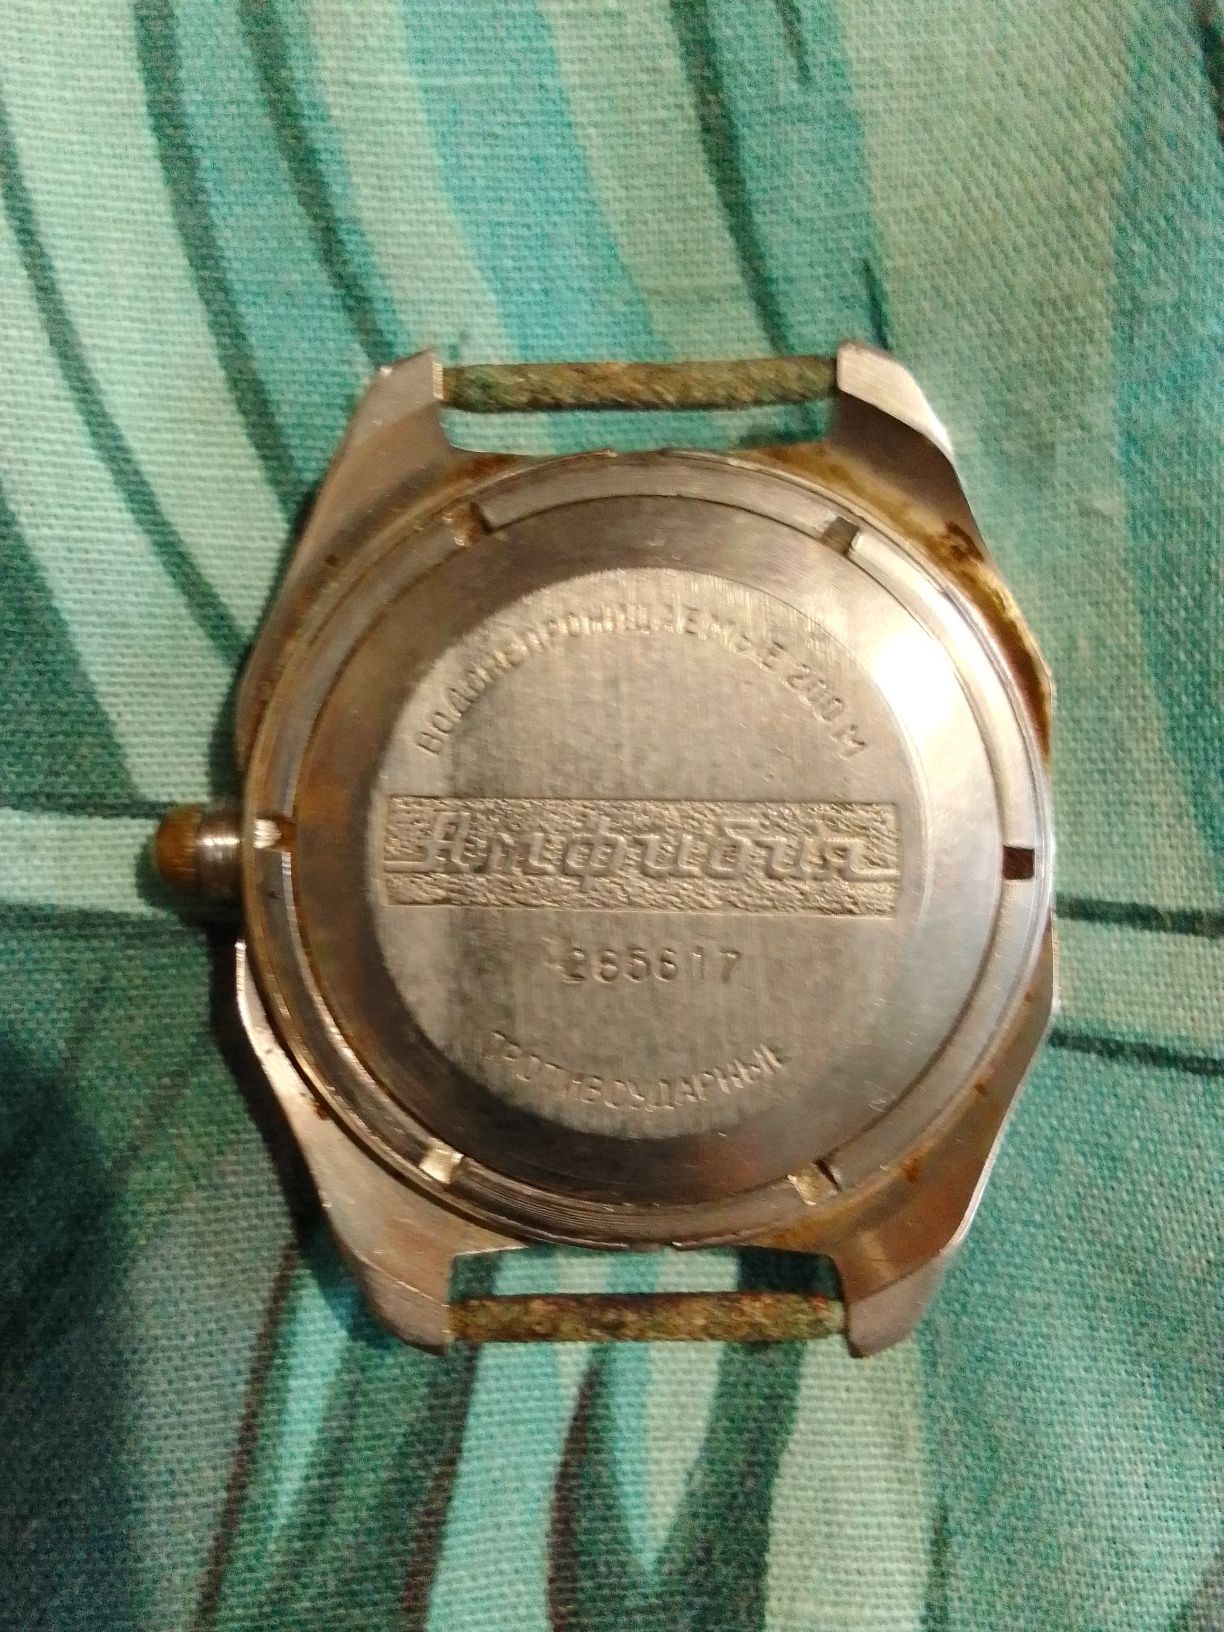 ВОДОНЕПРОНИЦАЕМЫЕ 200 М
Амфибия
285617
ПРОТИВОУДАРНЫЕ